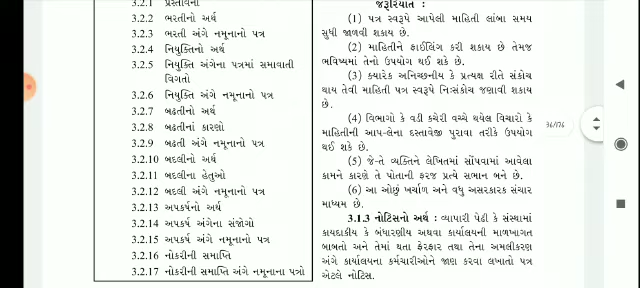 3.2.1 પ્રસ્તાવના
3.2.2 ભરતીનો અર્થ
3.2.3 ભરતી અંગે નમૂનાનો પત્ર
3.2.4 નિયુક્તિનો અર્થ
3.2.5 નિયુક્તિ અંગેના પત્રમાં સમાવાતી
વિગતો
3.2.6 નિયુક્તિ અંગે નમૂનાનો પત્ર
3.2.7 બઢતીનો અર્થ
3.2.8 બઢતીનાં કારણો
3.2.9 બઢતી અંગે નમૂનાનો પત્ર
3.2.10 બદલીનો અર્થ
3.2.11 બદલીના હેતુઓ
3.2.12 બદલી અંગે નમૂનાનો પત્ર
3.2.13 અપકર્ષનો અર્થ
3.2.14 અપકર્ષ અંગેના સંજોગો
3.2.15 અપકર્ષ અંગે નમૂનાનો પત્ર
3.2.16 નોકરીની સમાપ્તિ
3.2.17 નોકરીની સમાપ્તિ અંગે નમૂનાના પત્રો
જરૂરિયાત :
(1) પત્ર સ્વરૂપે આપેલી માહિતી લાંબા સમય
સુધી જાળવી શકાય છે.
(2) માહિતીને ફાઈલિંગ કરી શકાય છે તેમજ
ભવિષ્યમાં તેનો ઉપયોગ થઈ શકે છે.
(3) ક્યારેક અનિચ્છનીય કે પ્રત્યક્ષ રીતે સંકોચ
થાય તેવી માહિતી પત્ર સ્વરૂપે નિઃસંકોચ જણાવી શકાય
છે.
(4) વિભાગો કે વડી કચેરી વચ્ચે થયેલ વિચારો કે
માહિતીની આપ-લેના દસ્તાવેજી પુરાવા તરીકે ઉપયોગ
થઈ શકે છે.
(5) જે-તે વ્યક્તિને લેખિતમાં સોંપવામાં આવેલા
કામને કારણે તે પોતાની ફરજ પ્રત્યે સભાન બને છે.
(6) આ ઓછું ખર્ચાળ અને વધુ અસરકારક સંચાર
માધ્યમ છે.
3.1.3 નોટિસનો અર્થ : વ્યાપારી પેઢી કે સંસ્થામાં
કાયદાકીય કે બંધારણીય અથવા કાર્યાલયની માળખાગત
બાબતો અને તેમાં થતા ફેરફાર તથા તેના અમલીકરણ
અંગે કાર્યાલયના કર્મચારીઓને જાણ કરવા લખાતો પત્ર
એટલે નોટિસ.
36/176